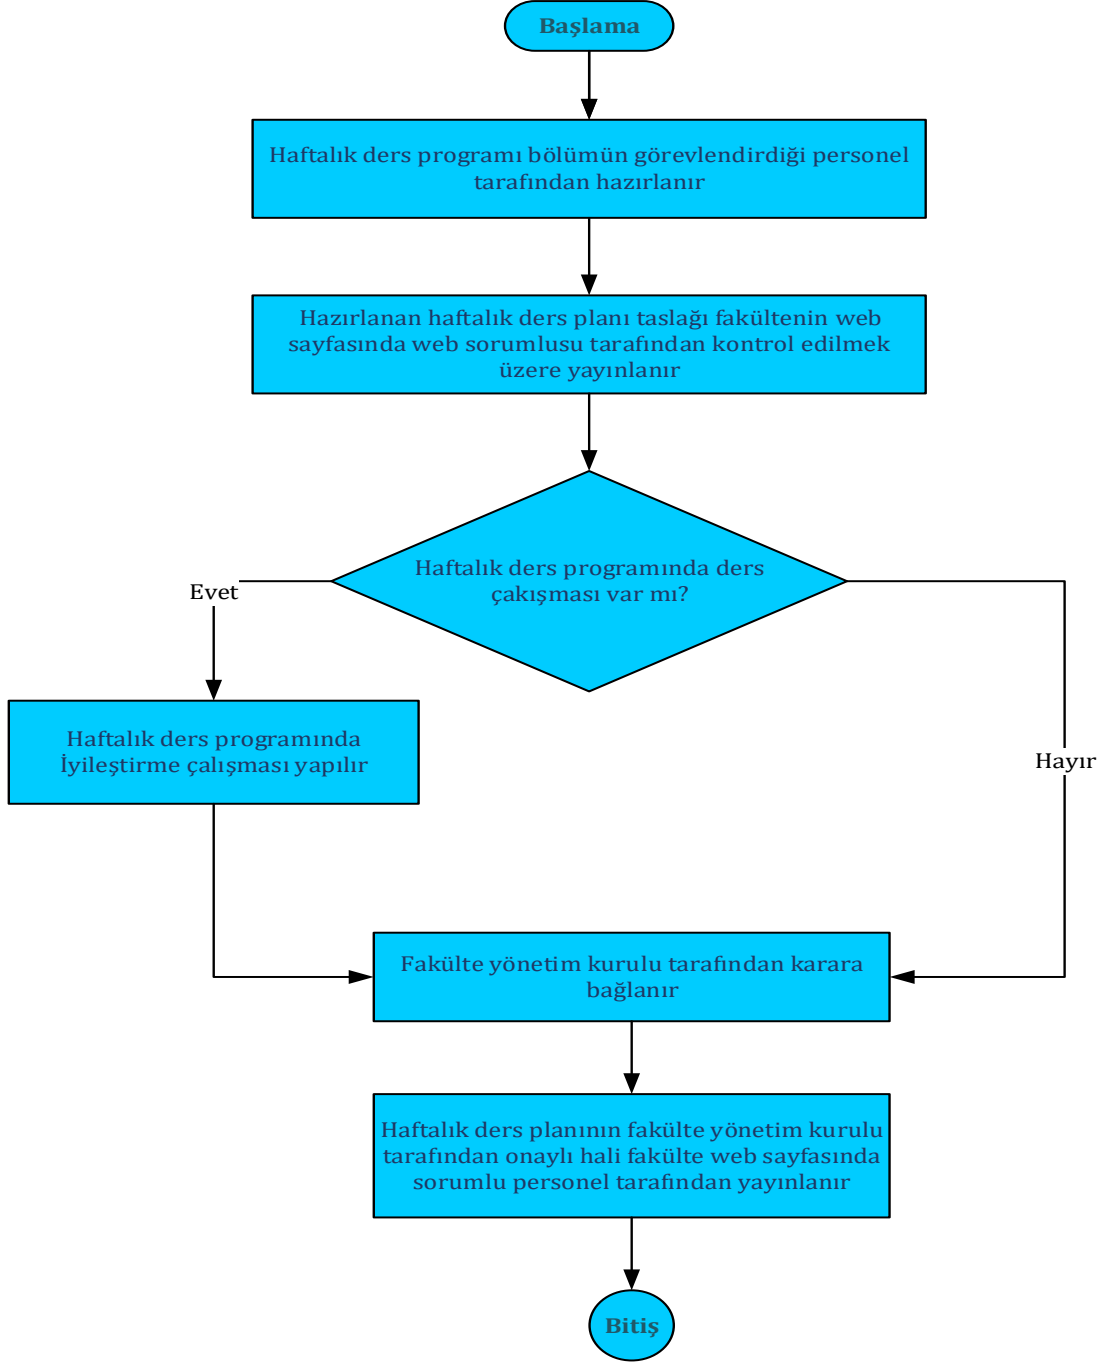 Başlama
Haftalık ders programı bölümün görevlendirdiği personel
tarafından hazırlanır
Hazırlanan haftalık ders planı taslağı fakültenin web
sayfasında web sorumlusu tarafından kontrol edilmek
üzere yayınlanır
Haftalık ders programında ders
çakışması var mı?
Evet
Haftalık ders programında
İyileştirme çalışması yapılır
Hayır
Fakülte yönetim kurulu tarafından karara
bağlanır
Haftalık ders planının fakülte yönetim kurulu
tarafından onaylı hali fakülte web sayfasında
sorumlu personel tarafından yayınlanır
Bitiş